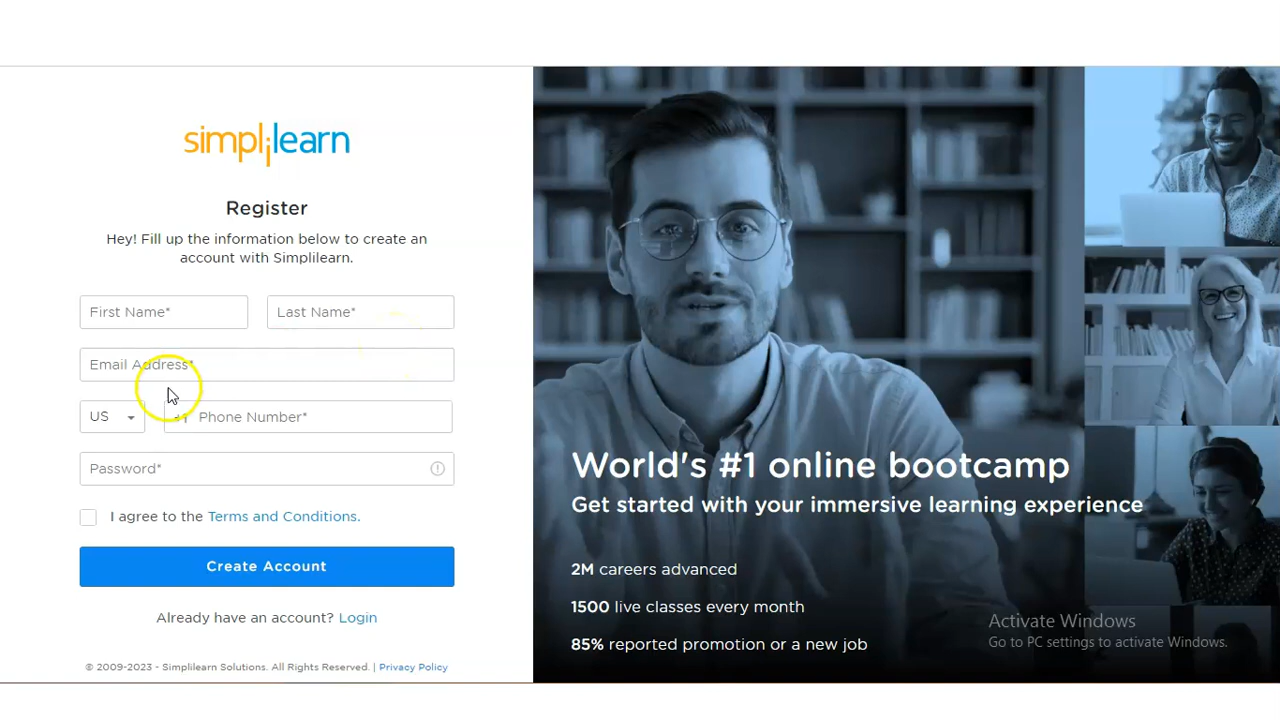 simplilearn
Register
Hey! Fill up the information below to create an
account with Simplilearn.
First Name*
Last Name*
Email Address*
US
+1 Phone Number*
Password*
I agree to the Terms and Conditions.
Create Account
Already have an account? Login
© 2009-2023 - Simplilearn Solutions. All Rights Reserved. | Privacy Policy
World's #1 online bootcamp
Get started with your immersive learning experience
2M careers advanced
1500 live classes every month
85% reported promotion or a new job
Activate Windows
Go to PC settings to activate Windows.